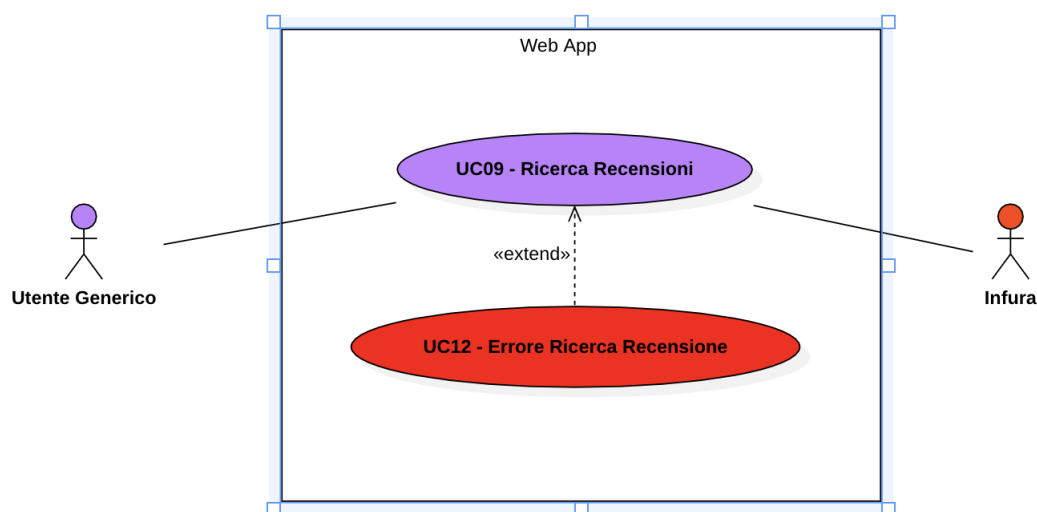 Web App
UC09 - Ricerca Recensioni
«extend»
Utente Generico
Infura
UC12 - Errore Ricerca Recensione